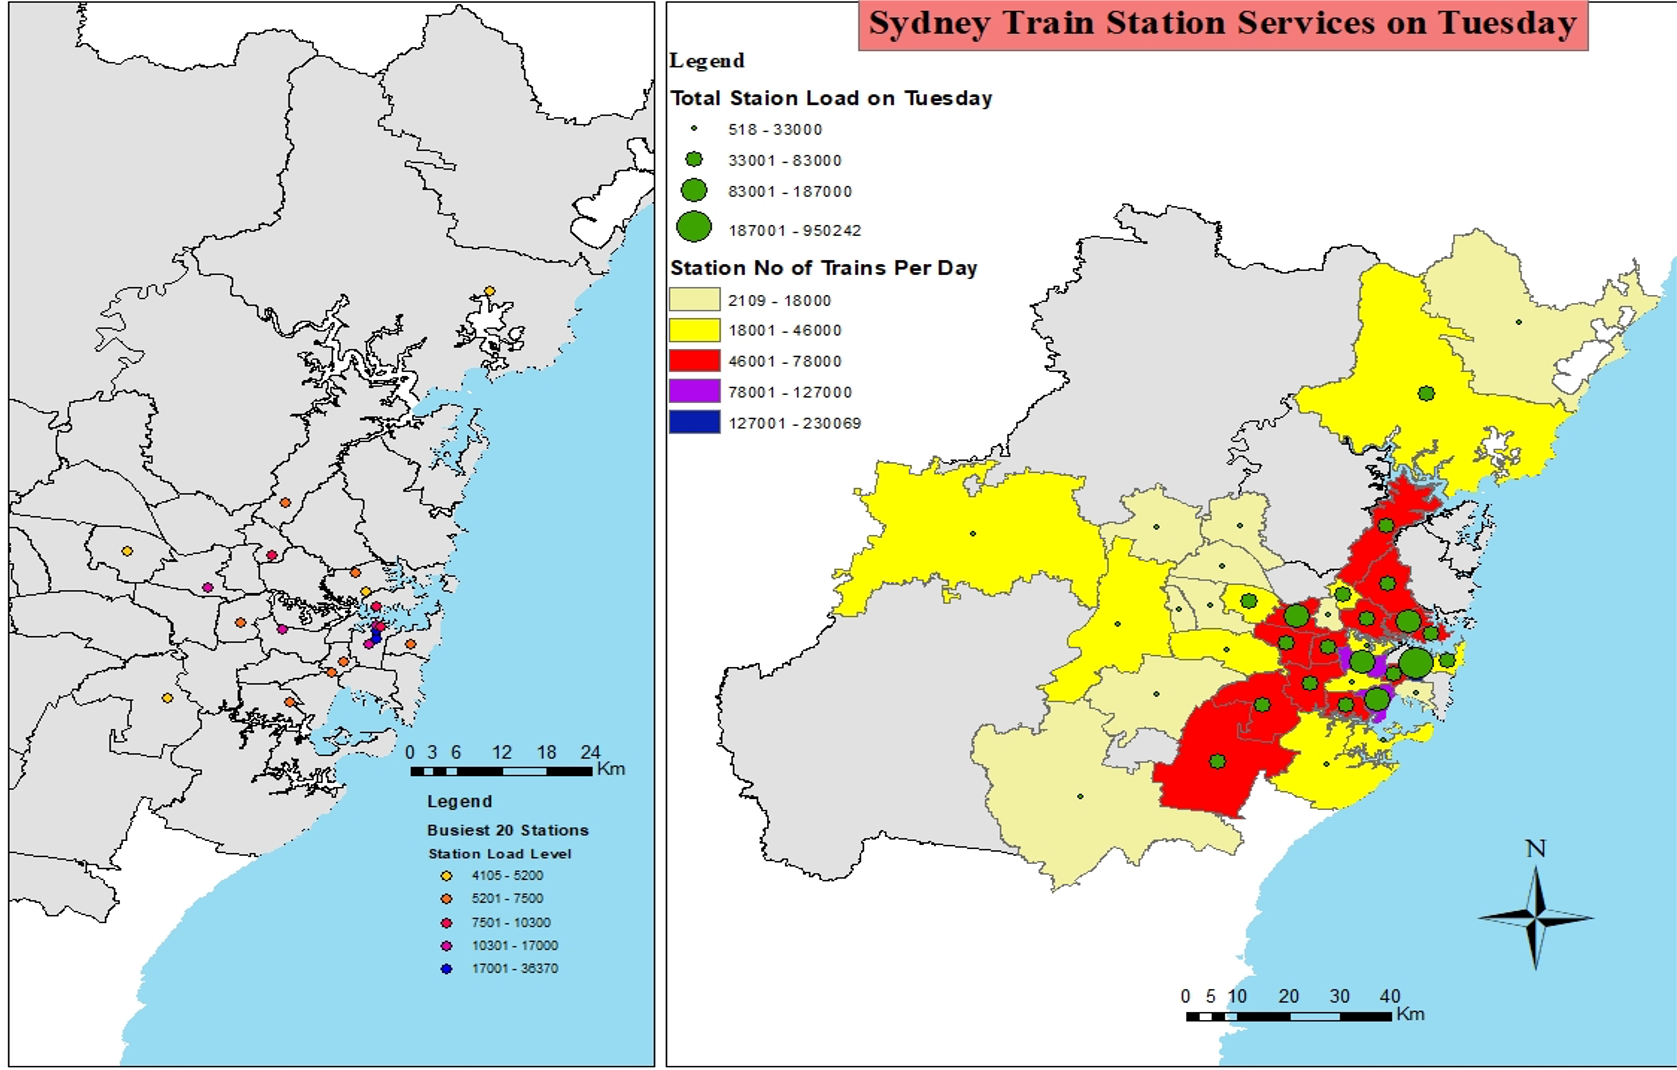 Sydney Train Station Services on Tuesday
Legend
Total Staion Load on Tuesday
518 - 33000
33001 - 83000
83001 - 187000
187001 - 950242
Station No of Trains Per Day
2109 - 18000
18001 - 46000
46001 - 78000
78001 - 127000
127001 - 230069
0 3 6 12 18 24
Km
Legend
Busiest 20 Stations
Station Load Level
4105 - 5200
5201 - 7500
7501 - 10300
10301 - 17000
17001 - 36370
N
0 5 10 20 30 40
Km